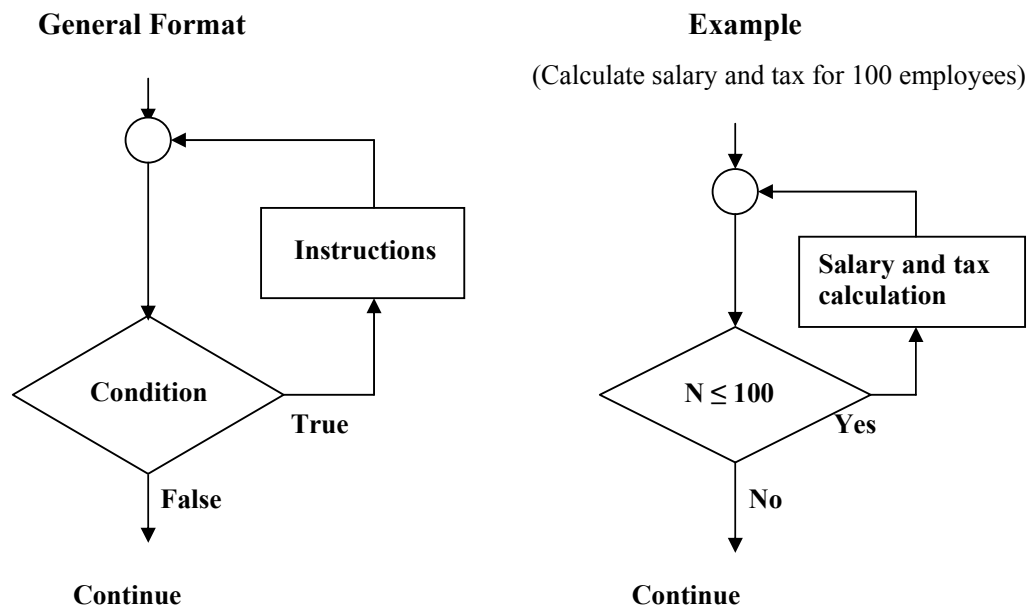 General Format
Instructions
Condition
True
False
Continue
Example
(Calculate salary and tax for 100 employees)
Salary and tax
calculation
N ≤ 100
Yes
No
Continue